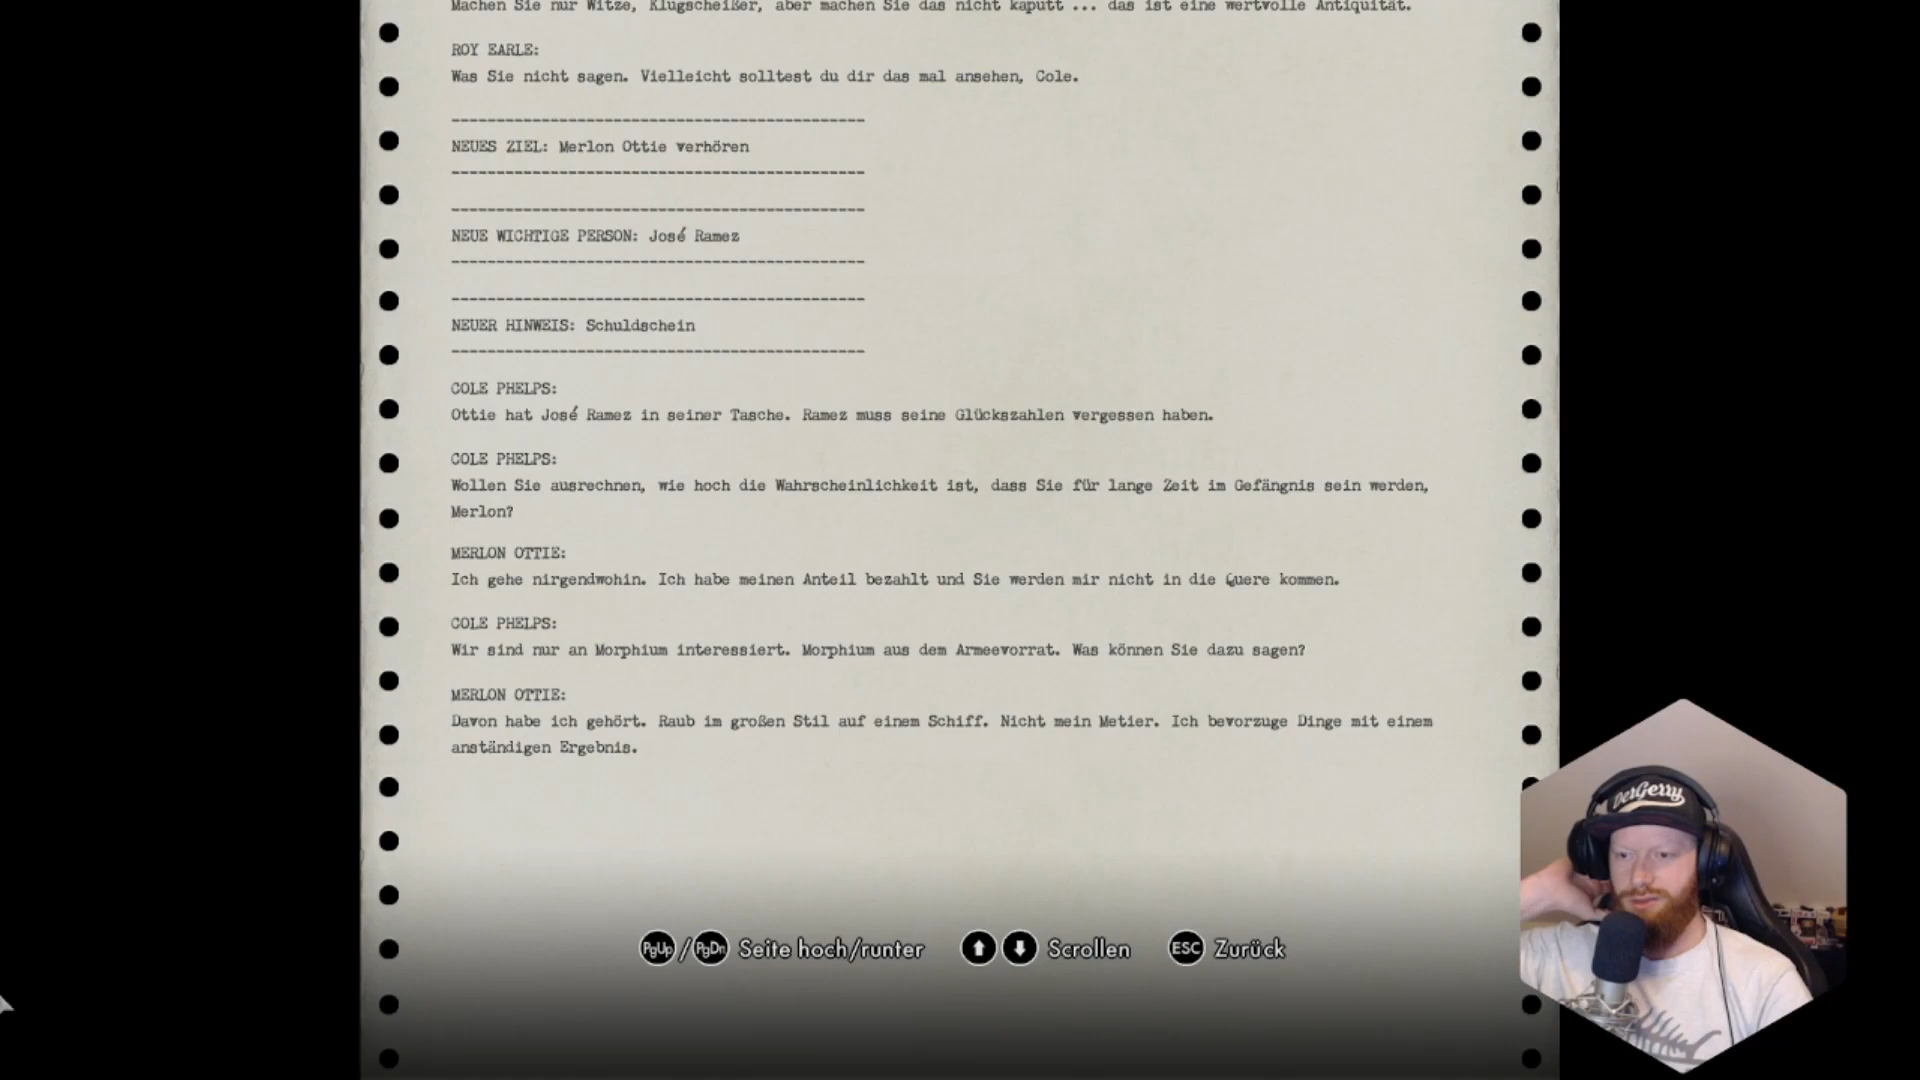 Machen Sie nur Witze, Klugscheißer, aber machen Sie das nicht kaputt ... das ist eine wertvolle Antiquität.
ROY EARLE:
Was Sie nicht sagen. Vielleicht solltest du dir das mal ansehen, Cole.
----------------------------------------------
NEUES ZIEL: Merlon Ottie verhören
----------------------------------------------
----------------------------------------------
NEUE WICHTIGE PERSON: José Ramez
----------------------------------------------
----------------------------------------------
NEUER HINWEIS: Schuldschein
----------------------------------------------
COLE PHELPS:
Ottie hat José Ramez in seiner Tasche. Ramez muss seine Glückszahlen vergessen haben.
COLE PHELPS:
Wollen Sie ausrechnen, wie hoch die Wahrscheinlichkeit ist, dass Sie für lange Zeit im Gefängnis sein werden,
Merlon?
MERLON OTTIE:
Ich gehe nirgendwohin. Ich habe meinen Anteil bezahlt und Sie werden mir nicht in die Quere kommen.
COLE PHELPS:
Wir sind nur an Morphium interessiert. Morphium aus dem Armeevorrat. Was können Sie dazu sagen?
MERLON OTTIE:
Davon habe ich gehört. Raub im großen Stil auf einem Schiff. Nicht mein Metier. Ich bevorzuge Dinge mit einem
anständigen Ergebnis.
DerGerry
PgUp / PgDn Seite hoch/runter ⬆ ⬇ Scrollen ESC Zurück